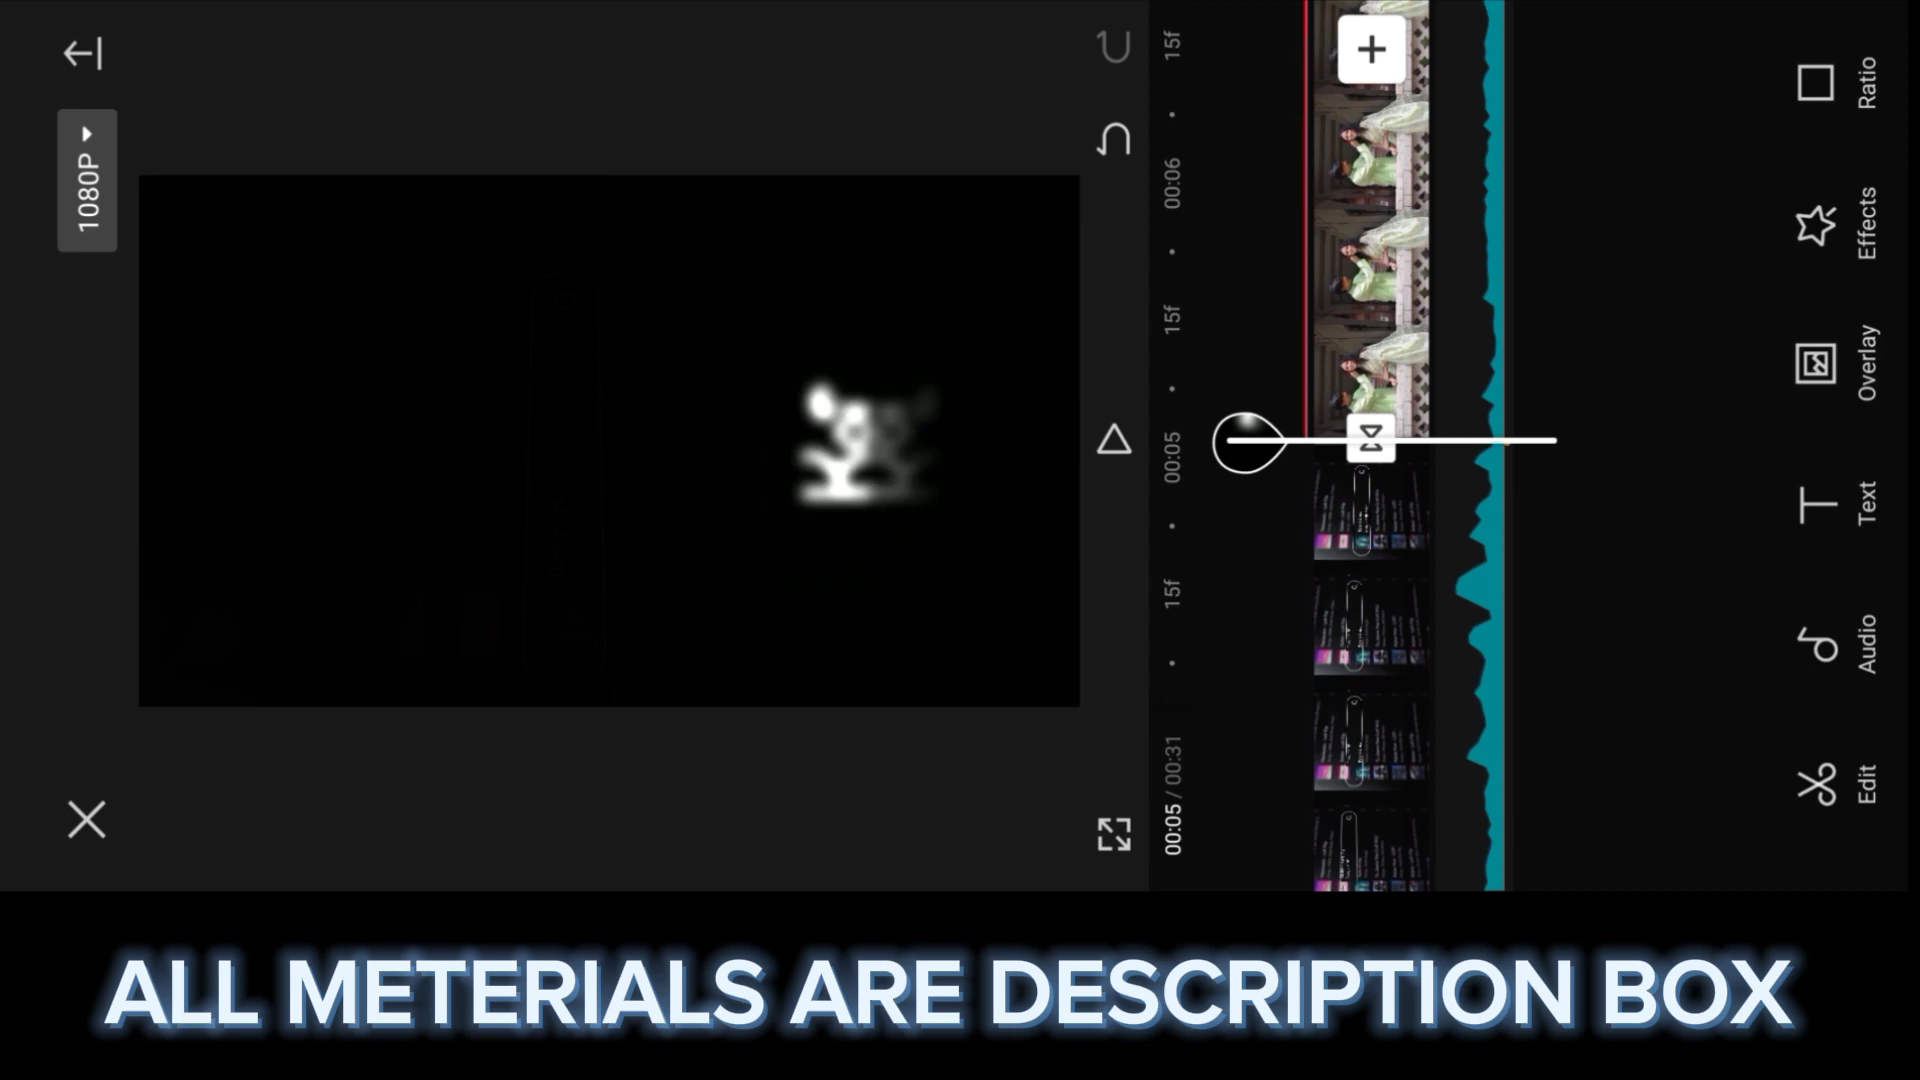 1080P
15f
00:06
15f
00:05
15f
00:05 / 00:31
Edit
Audio
Text
Overlay
Effects
Ratio
ALL METERIALS ARE DESCRIPTION BOX